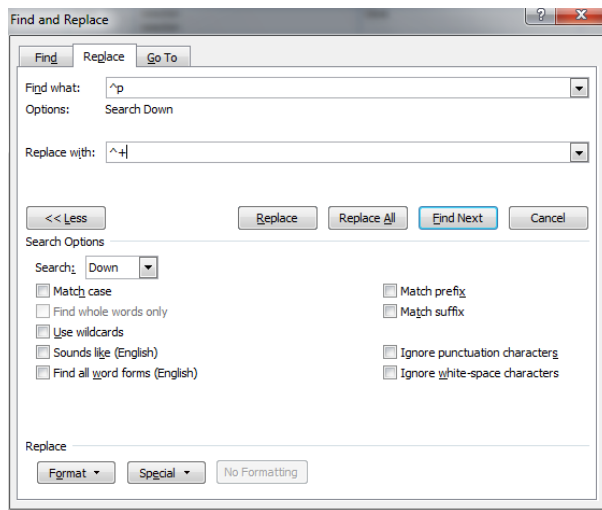 Find and Replace
? X
Find Replace Go To
Find what: ^p
Options: Search Down
Replace with: ^+
<< Less Replace Replace All Find Next Cancel
Search Options
Search: Down
Match case Match prefix
Find whole words only Match suffix
Use wildcards
Sounds like (English) Ignore punctuation characters
Find all word forms (English) Ignore white-space characters
Replace
Format Special No Formatting